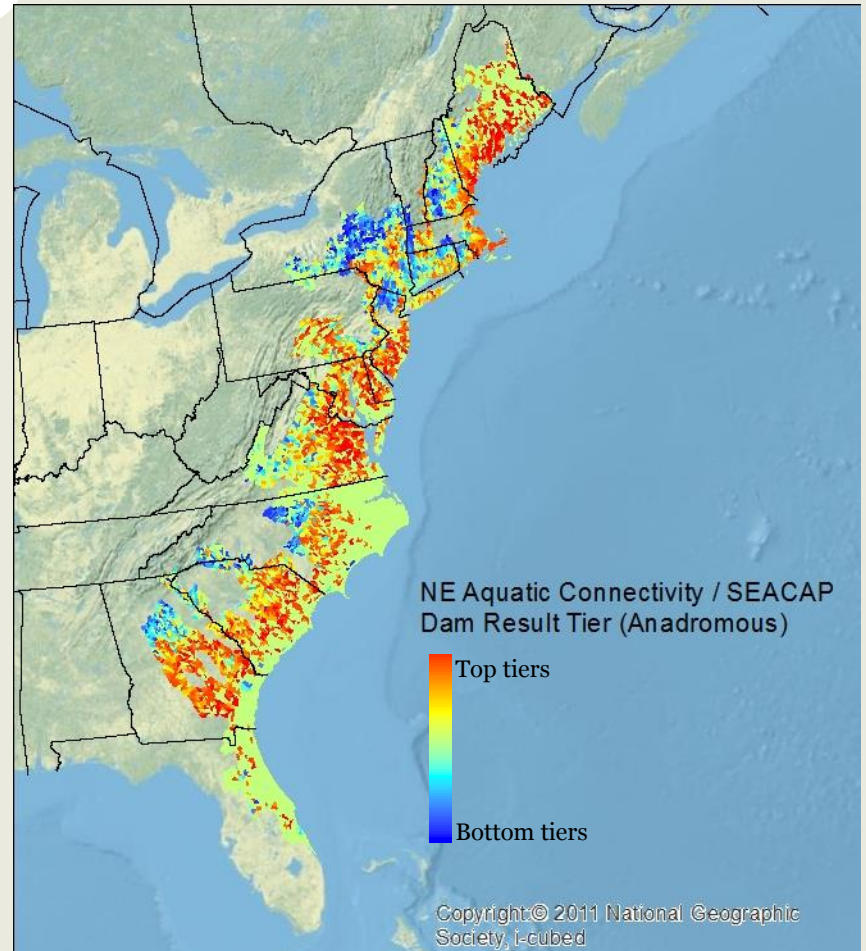 NE Aquatic Connectivity / SEACAP
Dam Result Tier (Anadromous)
Top tiers
Bottom tiers
Copyright:© 2011 National Geographic
Society, i-cubed